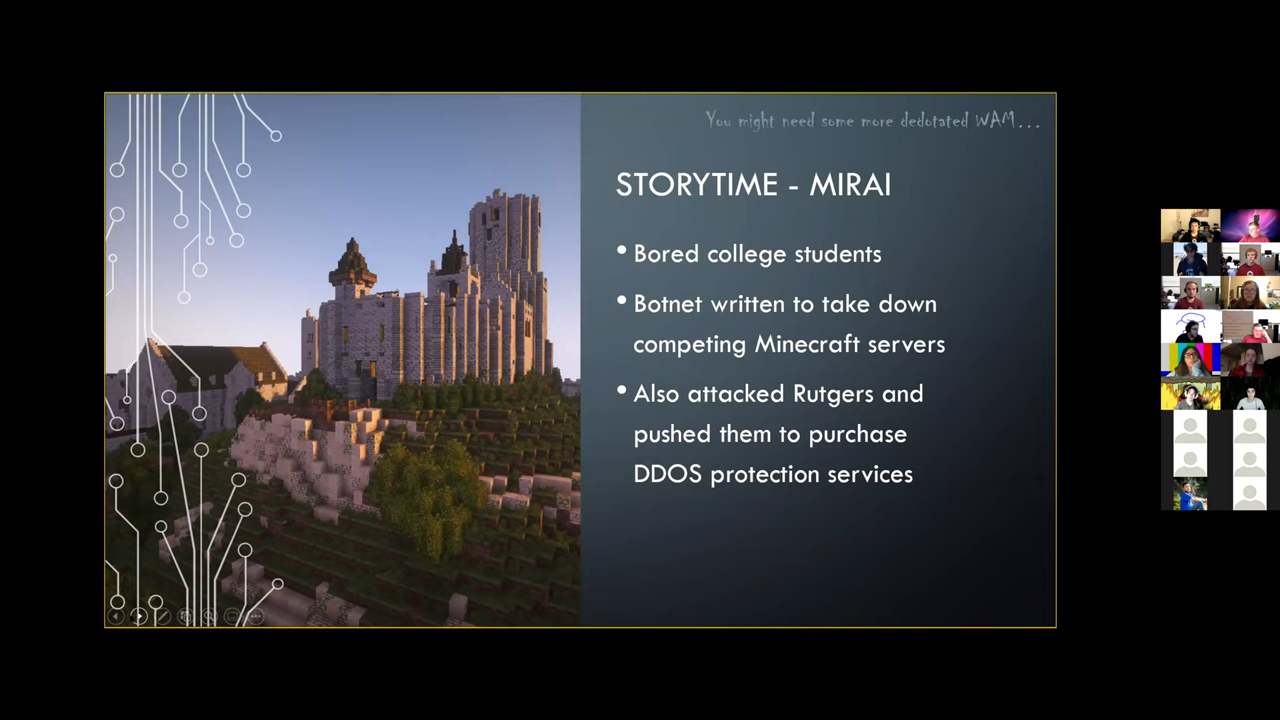 You might need some more dedotated WAM...
STORYTIME - MIRAI
• Bored college students
• Botnet written to take down
competing Minecraft servers
• Also attacked Rutgers and
pushed them to purchase
DDOS protection services